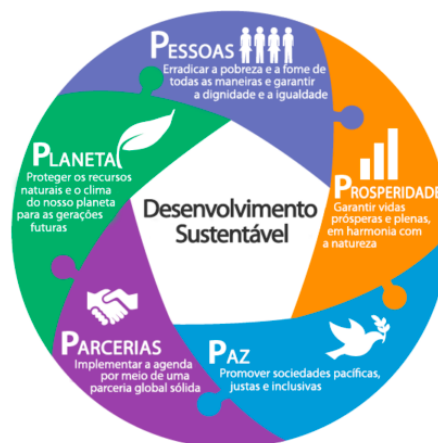 PESSOAS
Erradicar a pobreza e a fome de
todas as maneiras e garantir
a dignidade e a igualdade
PROSPERIDADE
Garantir vidas
prósperas e plenas,
em harmonia com
a natureza
PAZ
Promover sociedades pacíficas,
justas e inclusivas
PARCERIAS
Implementar a agenda
por meio de uma
parceria global sólida
PLANETA
Proteger os recursos
naturais e o clima
do nosso planeta
para as gerações
futuras
Desenvolvimento
Sustentável